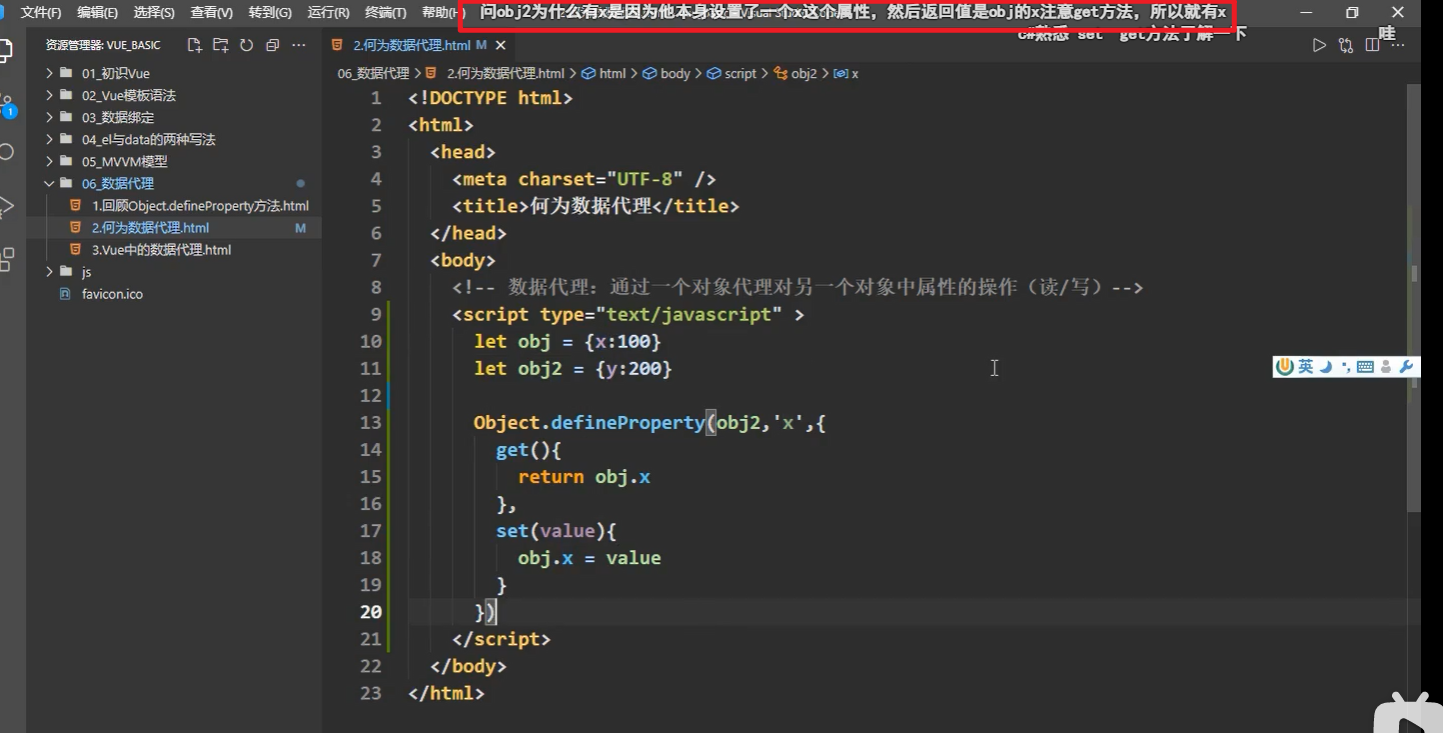 文件(F) 编辑(E) 选择(S) 查看(V) 转到(G) 运行(R) 终端(T) 帮助(H)
问obj2为什么有x是因为他本身设置了一个x这个属性，然后返回值是obj的x注意get方法，所以就有x
c#熟悉 set get方法了解一下
哇
资源管理器: VUE_BASIC
2.何为数据代理.html M
06_数据代理 > 2.何为数据代理.html > html > body > script > obj2 > x
01_初识Vue
02_Vue模板语法
03_数据绑定
04_el与data的两种写法
05_MVVM模型
06_数据代理
1.回顾Object.defineProperty方法.html
2.何为数据代理.html M
3.Vue中的数据代理.html
js
favicon.ico
1
1 <!DOCTYPE html>
2 <html>
3 <head>
4 <meta charset="UTF-8" />
5 <title>何为数据代理</title>
6 </head>
7 <body>
8 <!-- 数据代理：通过一个对象代理对另一个对象中属性的操作（读/写）-->
9 <script type="text/javascript" >
10 let obj = {x:100}
11 let obj2 = {y:200}
12
13 Object.defineProperty(obj2,'x',{
14 get(){
15 return obj.x
16 },
17 set(value){
18 obj.x = value
19 }
20 })
21 </script>
22 </body>
23 </html>
英